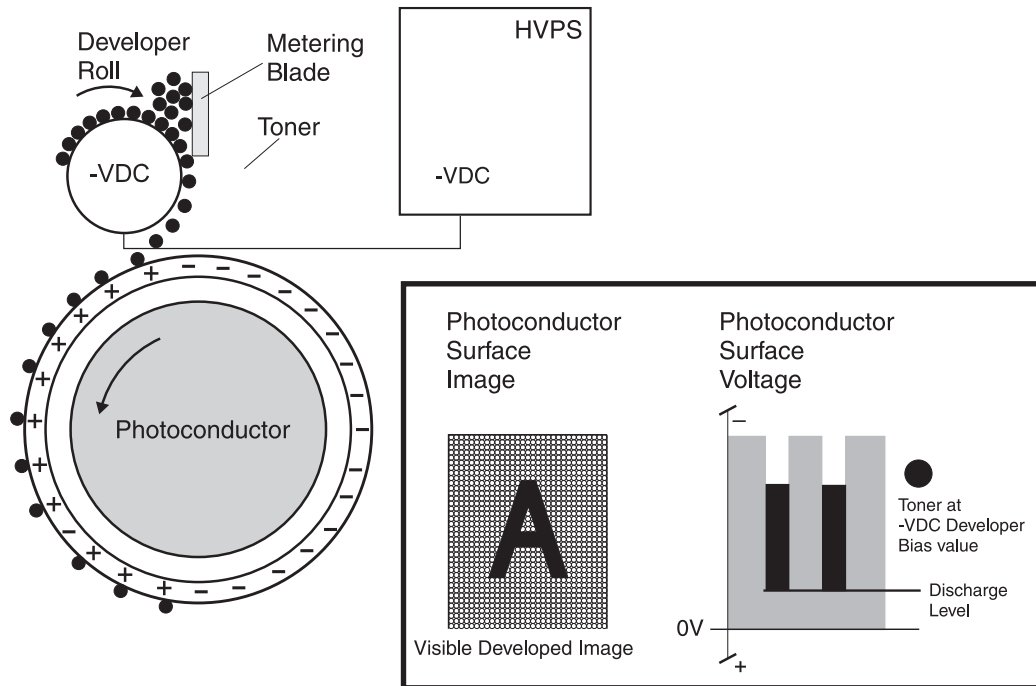 Developer
Roll
Metering
Blade
Toner
-VDC
HVPS
-VDC
Photoconductor
Photoconductor
Surface
Image
Visible Developed Image
Photoconductor
Surface
Voltage
A
Toner at
-VDC Developer
Bias value
Discharge
Level
0V